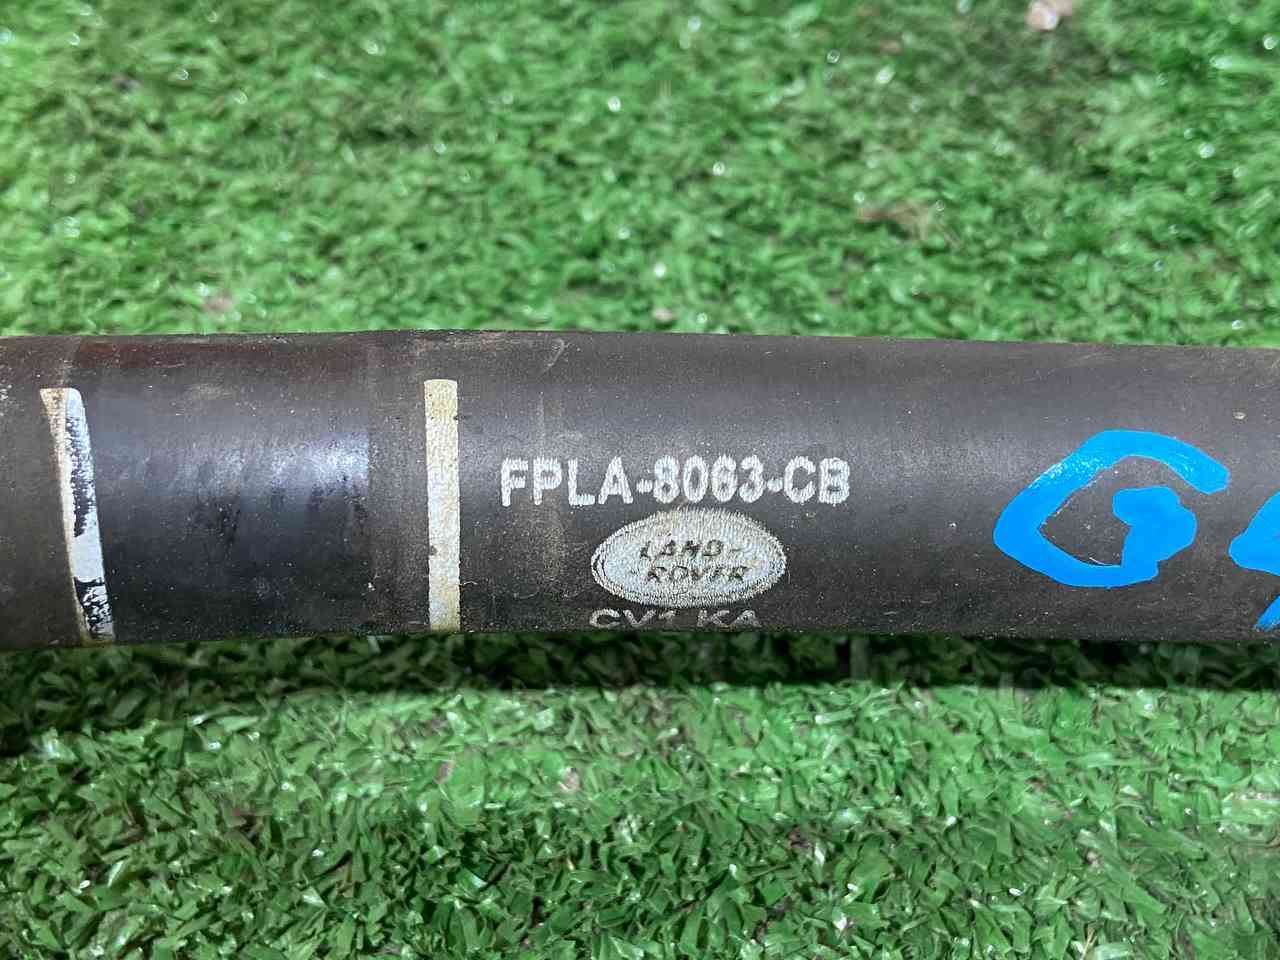 FPLA-8063-CB
LAND-
ROVER
CV1 KA
G